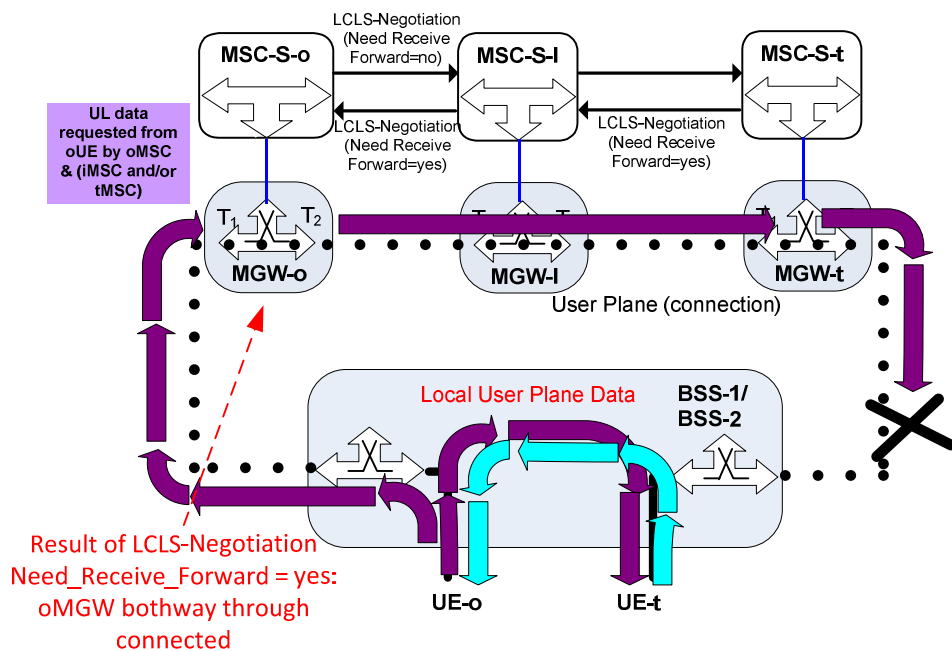 LCLS-Negotiation
(Need Receive
Forward=no)
MSC-S-o
MSC-S-I
MSC-S-t
UL data
requested from
oUE by oMSC
& (iMSC and/or
tMSC)
LCLS-Negotiation
(Need Receive
Forward=yes)
LCLS-Negotiation
(Need Receive
Forward=yes)
T1 T2
MGW-o
MGW-I
MGW-t
User Plane (connection)
Local User Plane Data
BSS-1/
BSS-2
Result of LCLS-Negotiation
Need_Receive_Forward = yes:
oMGW bothway through
connected
UE-o
UE-t